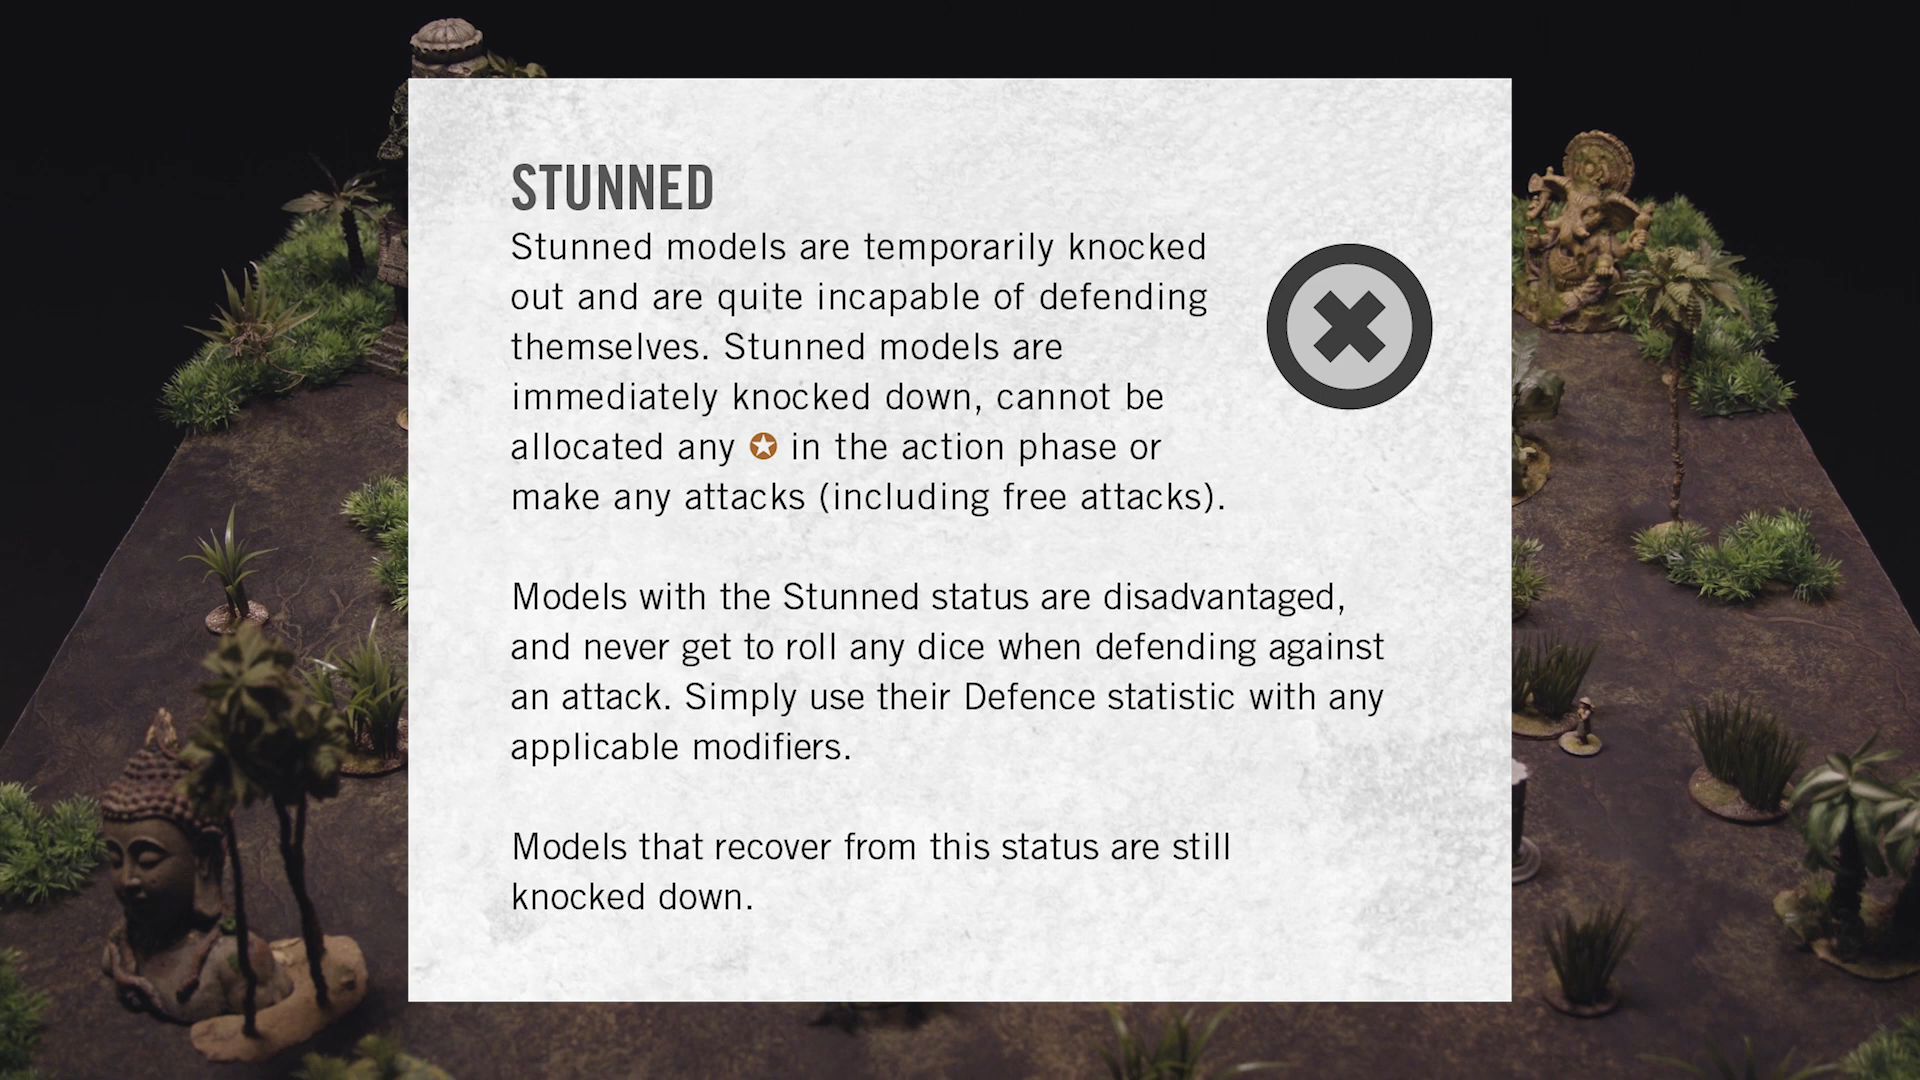 STUNNED
Stunned models are temporarily knocked
out and are quite incapable of defending
themselves. Stunned models are
immediately knocked down, cannot be
allocated any ✪ in the action phase or
make any attacks (including free attacks).
Models with the Stunned status are disadvantaged,
and never get to roll any dice when defending against
an attack. Simply use their Defence statistic with any
applicable modifiers.
Models that recover from this status are still
knocked down.